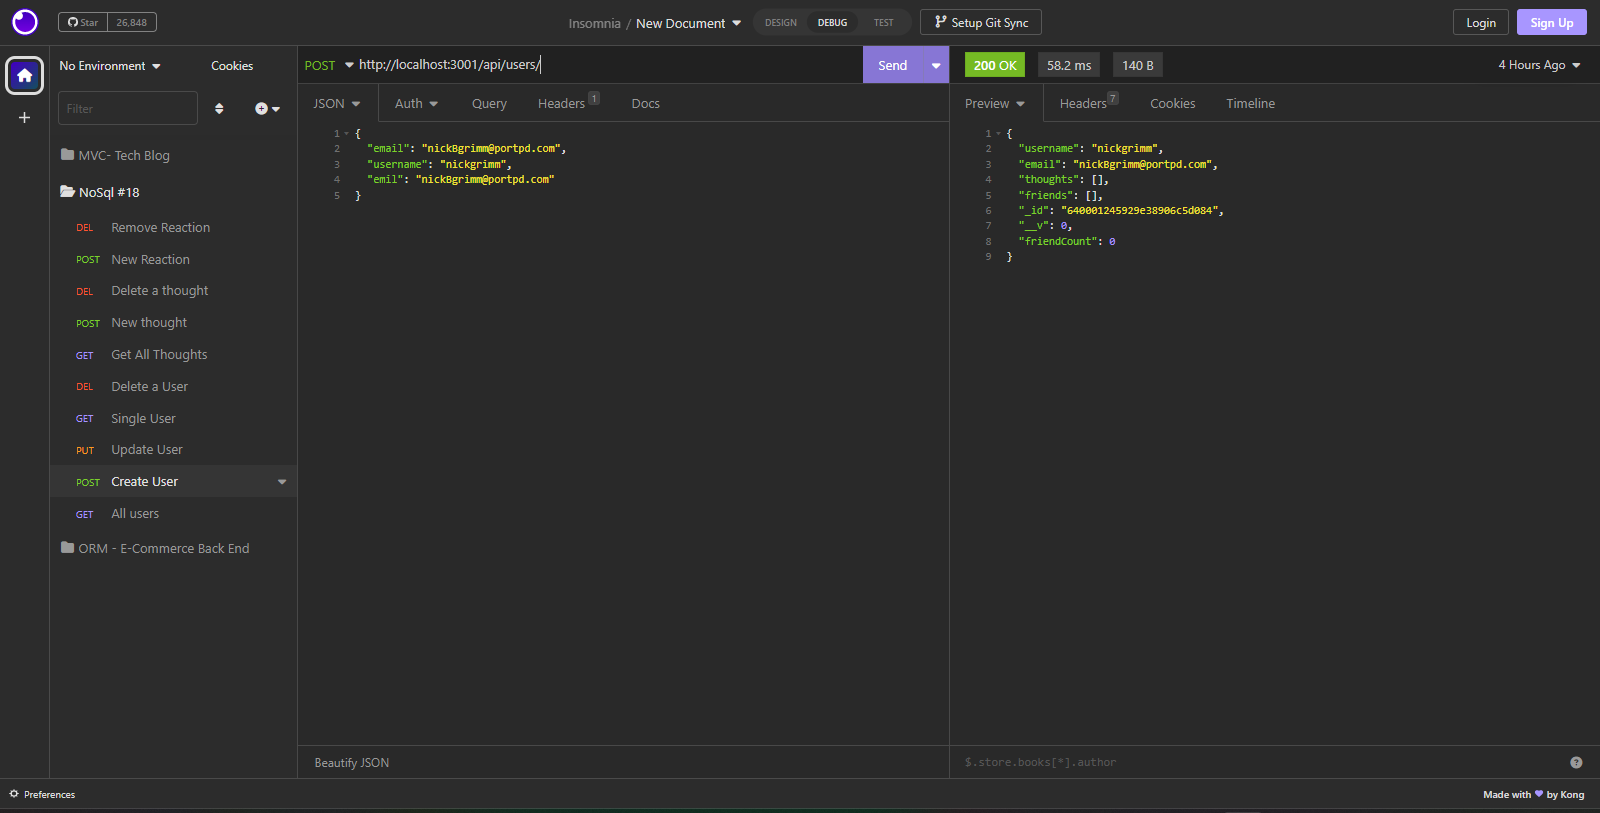 Star 26,848
Insomnia / New Document
DESIGN DEBUG TEST
Setup Git Sync
Login
Sign Up
No Environment
Cookies
Filter
MVC- Tech Blog
NoSql #18
DEL Remove Reaction
POST New Reaction
DEL Delete a thought
POST New thought
GET Get All Thoughts
DEL Delete a User
GET Single User
PUT Update User
POST Create User
GET All users
ORM - E-Commerce Back End
POST http://localhost:3001/api/users/
Send
JSON Auth Query Headers 1 Docs
1 {
2 "email": "nickBgrimm@portpd.com",
3 "username": "nickgrimm",
4 "emil": "nickBgrimm@portpd.com"
5 }
Beautify JSON
200 OK 58.2 ms 140 B
4 Hours Ago
Preview Headers 7 Cookies Timeline
1 {
2 "username": "nickgrimm",
3 "email": "nickBgrimm@portpd.com",
4 "thoughts": [],
5 "friends": [],
6 "_id": "640001245929e38906c5d084",
7 "__v": 0,
8 "friendCount": 0
9 }
$.store.books[*].author
?
Preferences
Made with ♥ by Kong